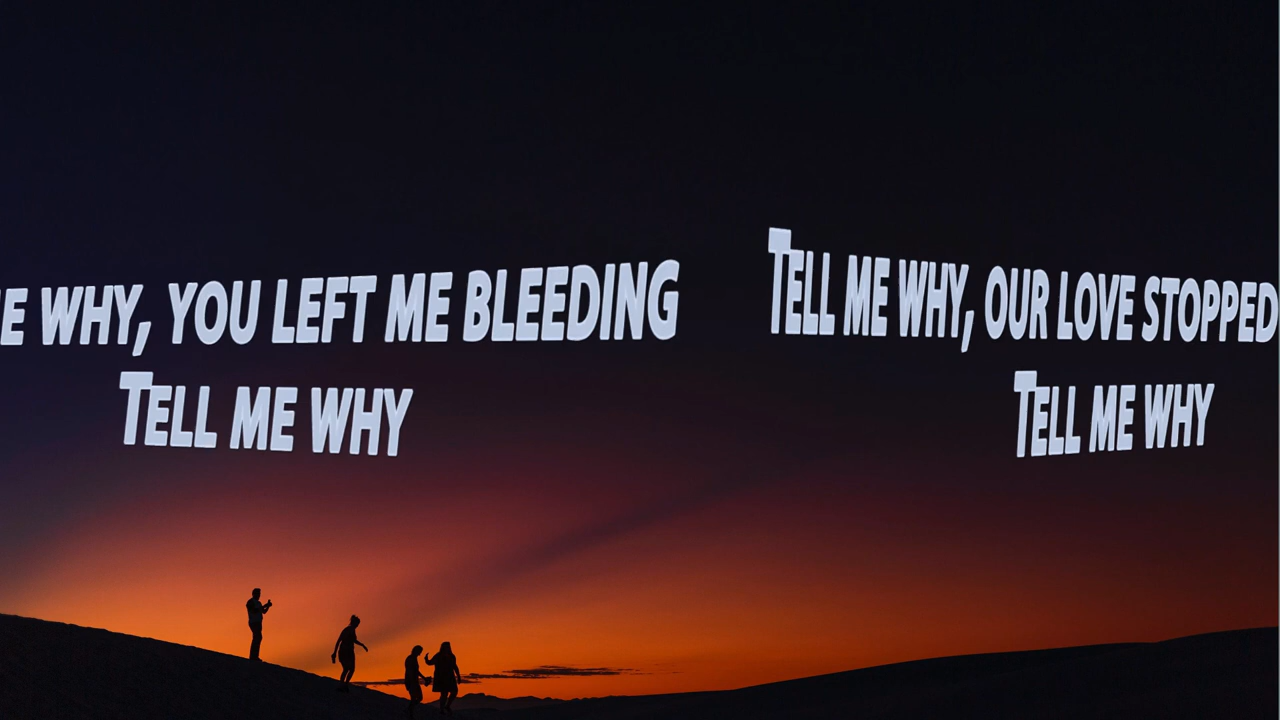 E WHY, YOU LEFT ME BLEEDING
TELL ME WHY
TELL ME WHY, OUR LOVE STOPPED
TELL ME WHY